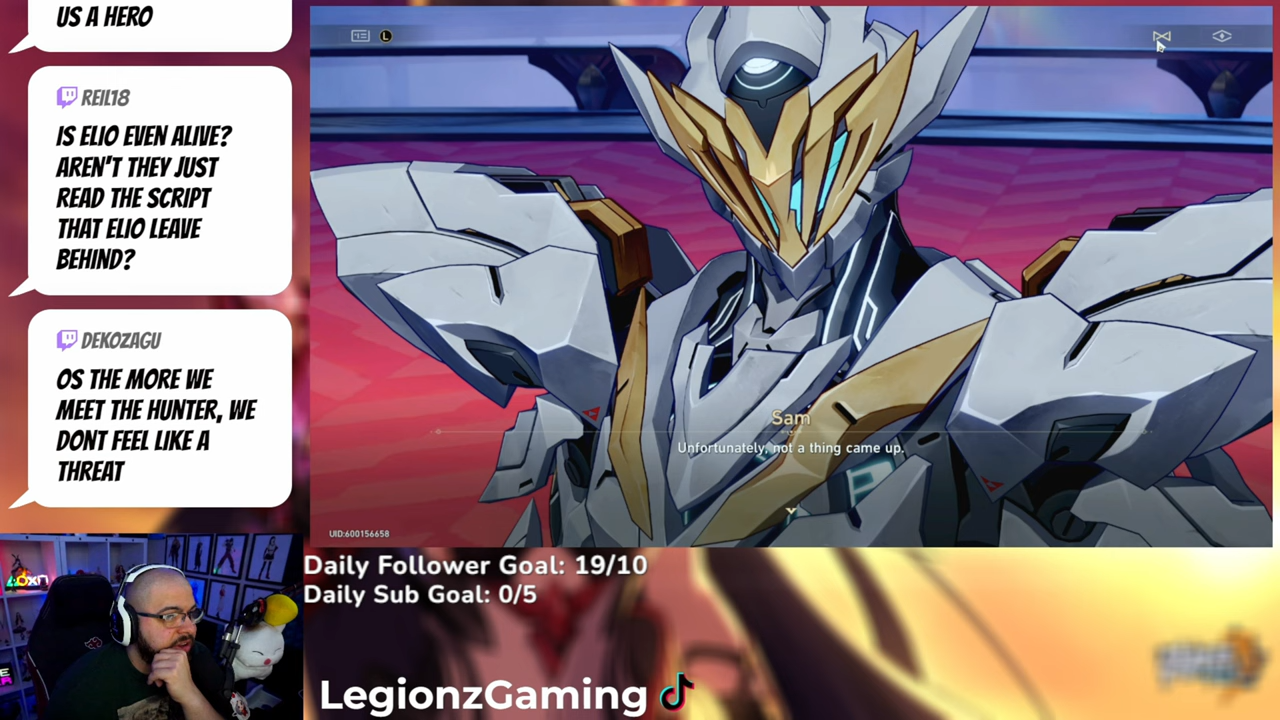 US A HERO
REIL18
IS ELIO EVEN ALIVE?
AREN'T THEY JUST
READ THE SCRIPT
THAT ELIO LEAVE
BEHIND?
DEKOZAGU
OS THE MORE WE
MEET THE HUNTER, WE
DONT FEEL LIKE A
THREAT
L
Sam
Unfortunately, not a thing came up.
UID:600156658
Daily Follower Goal: 19/10
Daily Sub Goal: 0/5
LegionzGaming